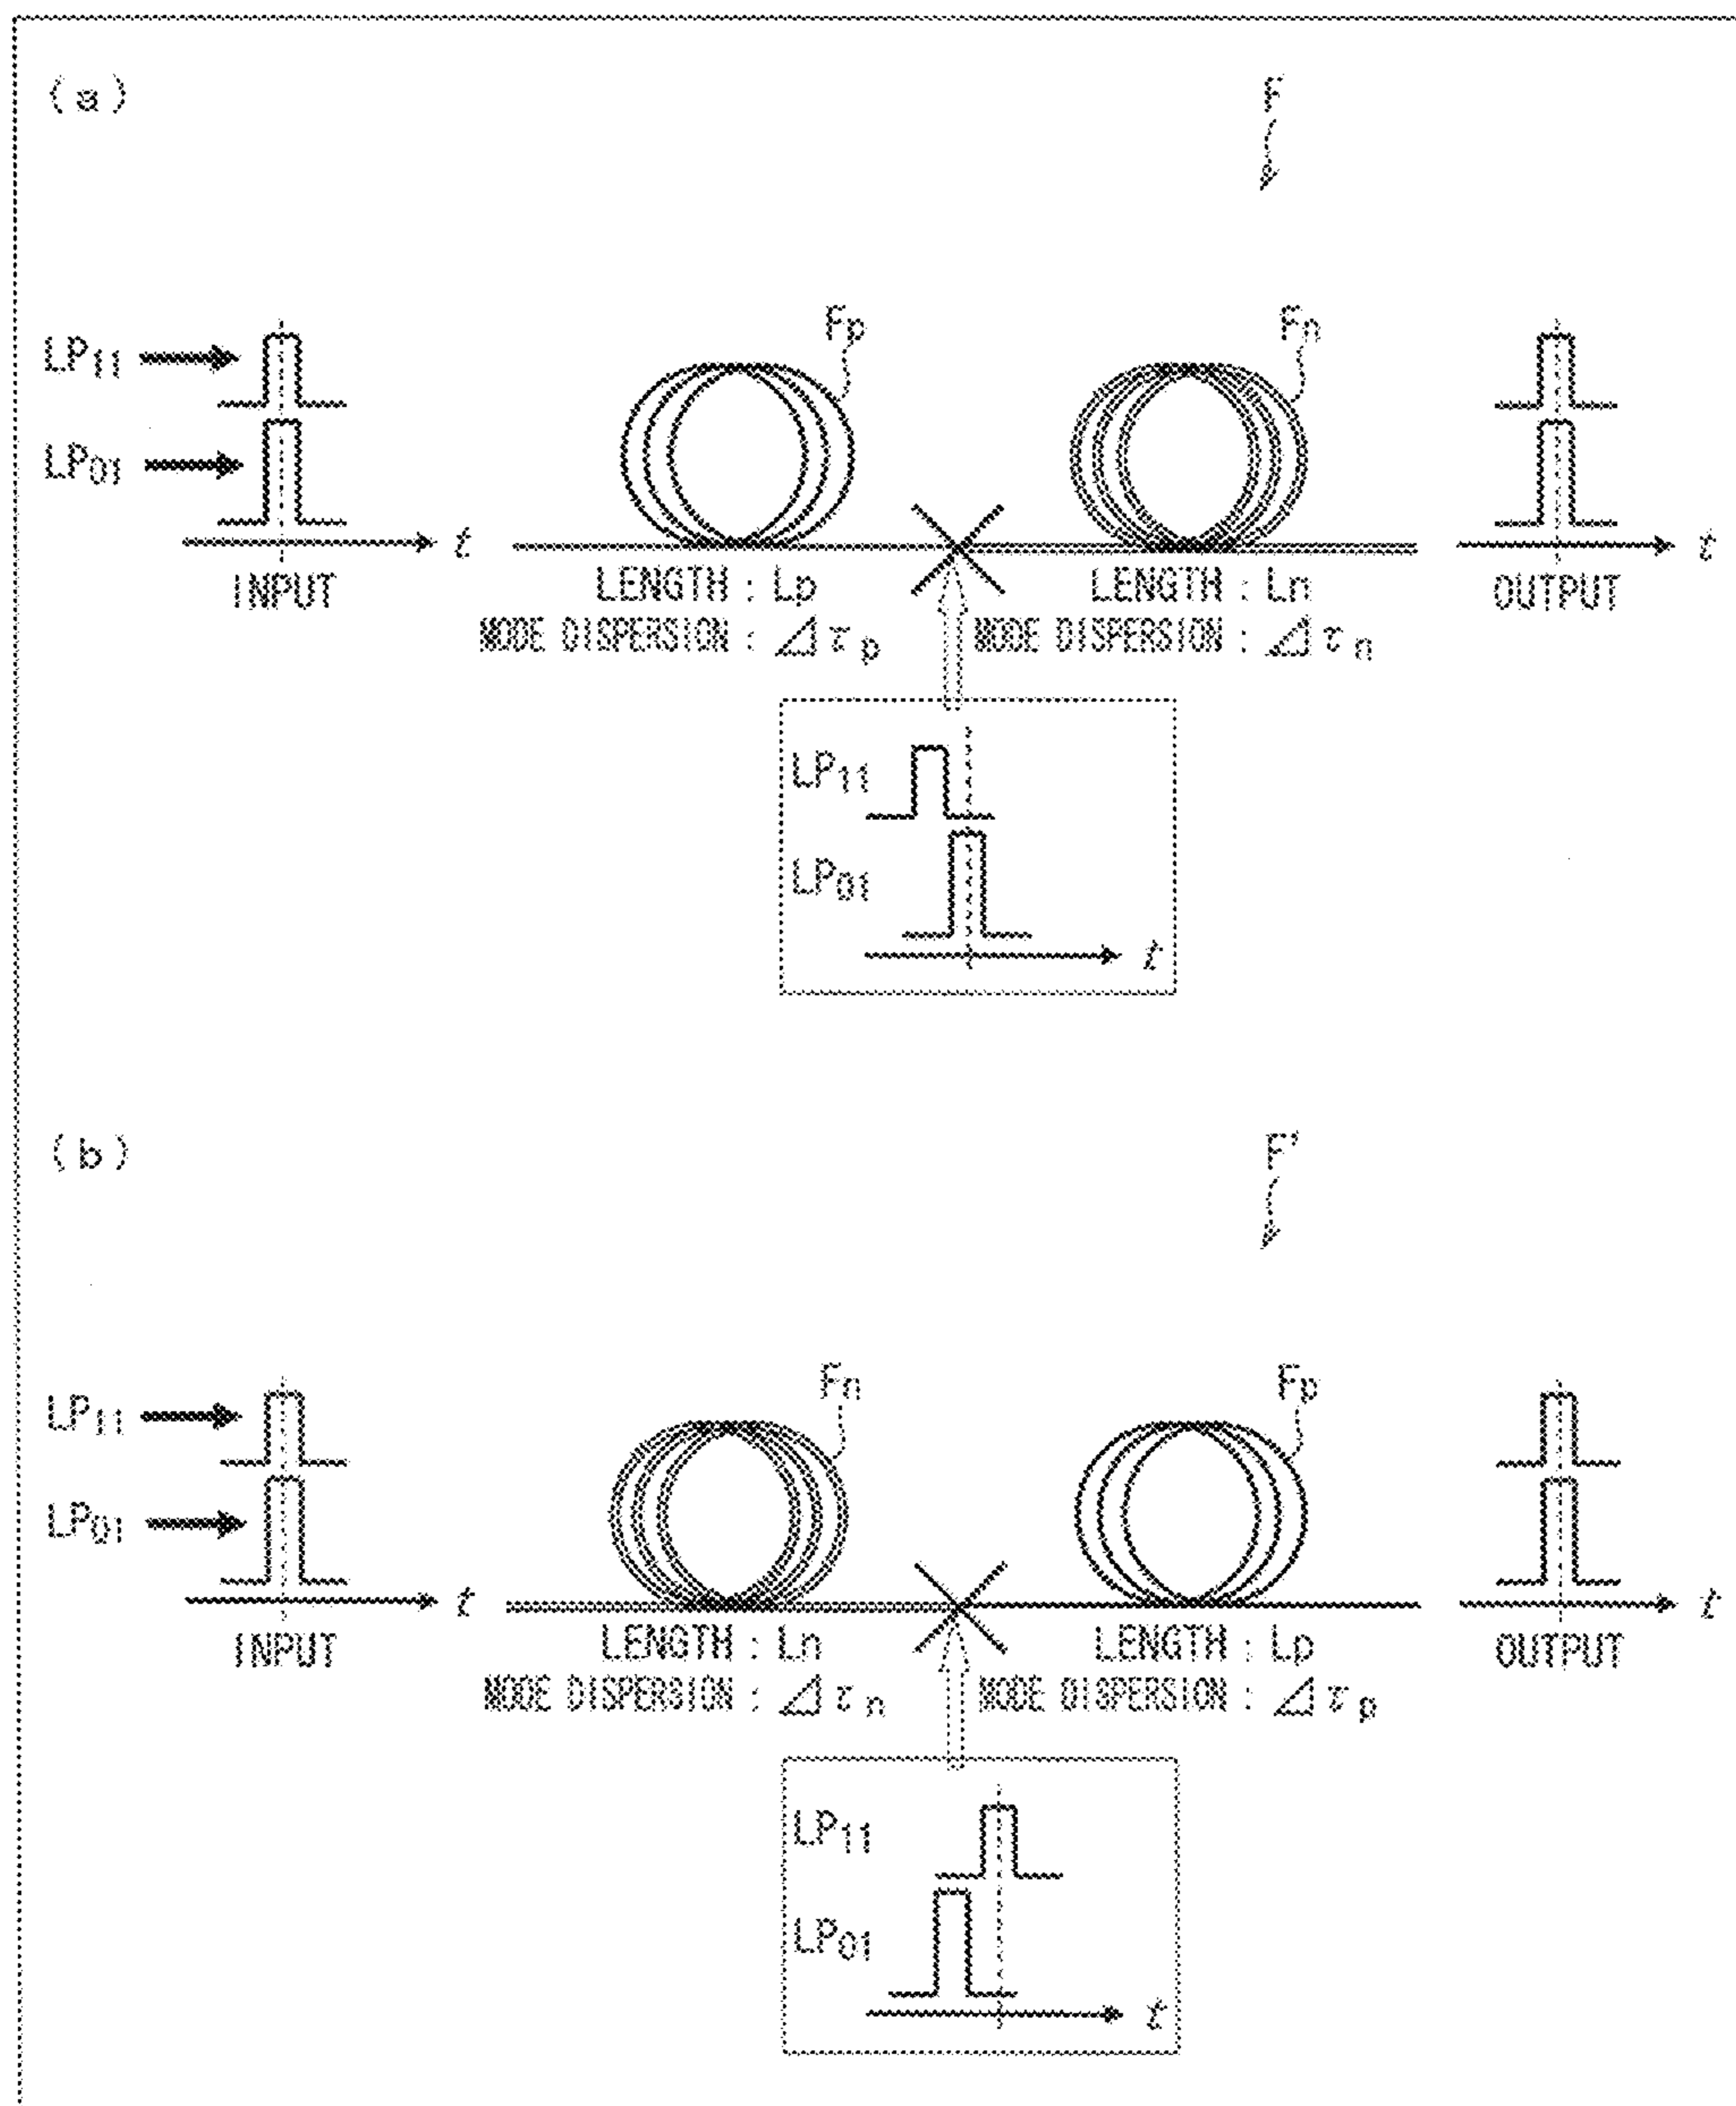 (a)
F
Fp
Fn
LP11
LP01
t
INPUT
LENGTH : Lp
MODE DISPERSION : ⊿τp
LENGTH : Ln
MODE DISPERSION : ⊿τn
t
OUTPUT
LP11
LP01
t
(b)
F'
Fn
Fp
LP11
LP01
t
INPUT
LENGTH : Ln
MODE DISPERSION : ⊿τn
LENGTH : Lp
MODE DISPERSION : ⊿τp
t
OUTPUT
LP11
LP01
t